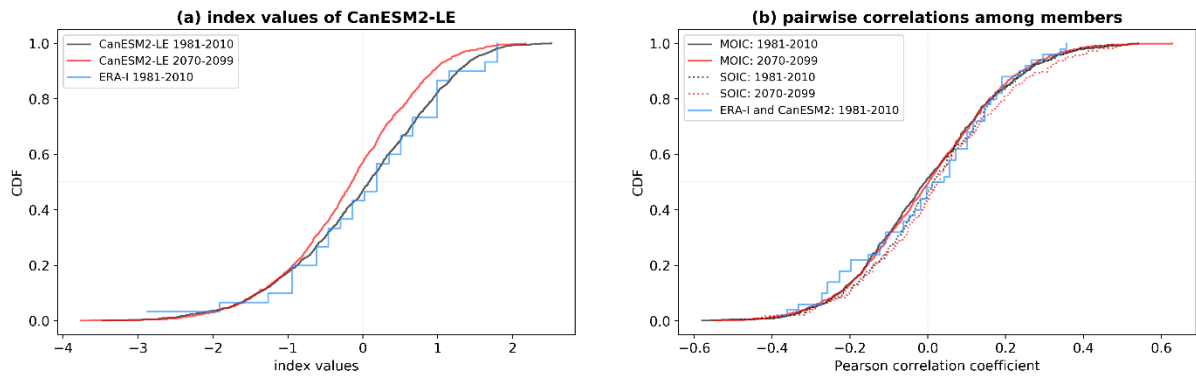 (a) index values of CanESM2-LE
CanESM2-LE 1981-2010
CanESM2-LE 2070-2099
ERA-I 1981-2010
CDF
1.0
0.8
0.6
0.4
0.2
0.0
−4
−3
−2
−1
0
1
2
index values
(b) pairwise correlations among members
MOIC: 1981-2010
MOIC: 2070-2099
SOIC: 1981-2010
SOIC: 2070-2099
ERA-I and CanESM2: 1981-2010
CDF
1.0
0.8
0.6
0.4
0.2
0.0
−0.6
−0.4
−0.2
0.0
0.2
0.4
0.6
Pearson correlation coefficient